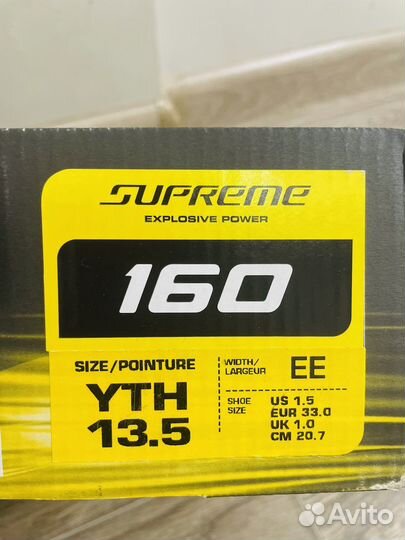 SUPREME
EXPLOSIVE POWER
160
SIZE/POINTURE
YTH
13.5
WIDTH/
LARGEUR
EE
SHOE
SIZE
US 1.5
EUR 33.0
UK 1.0
CM 20.7
Avito